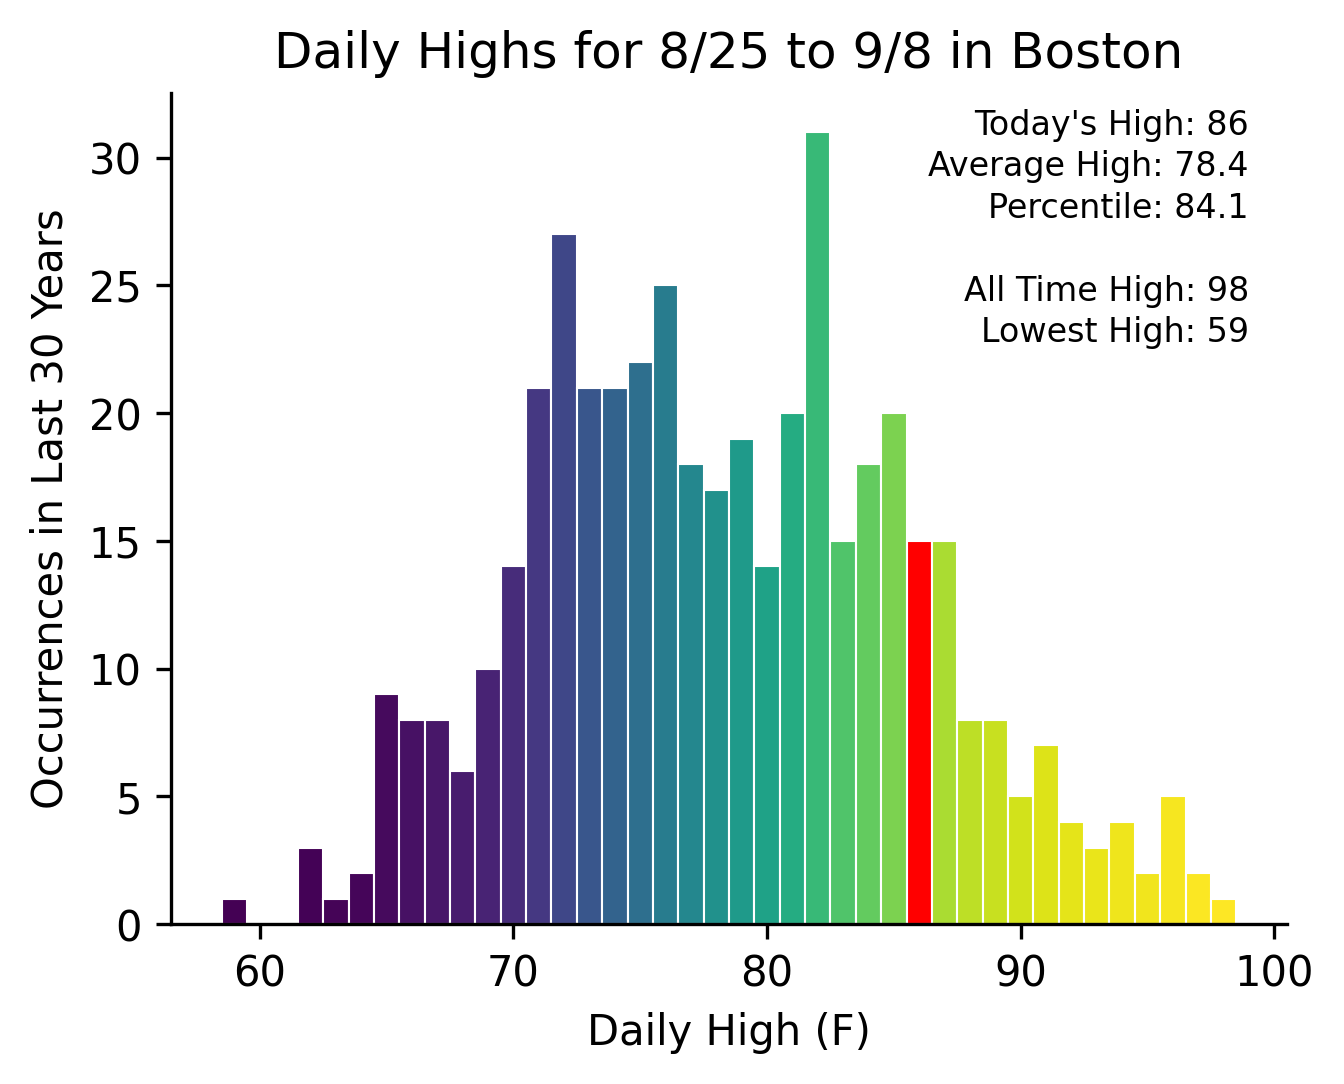 Daily Highs for 8/25 to 9/8 in Boston
Today's High: 86
Average High: 78.4
Percentile: 84.1
All Time High: 98
Lowest High: 59
Occurrences in Last 30 Years
30
25
20
15
10
5
0
60 70 80 90 100
Daily High (F)